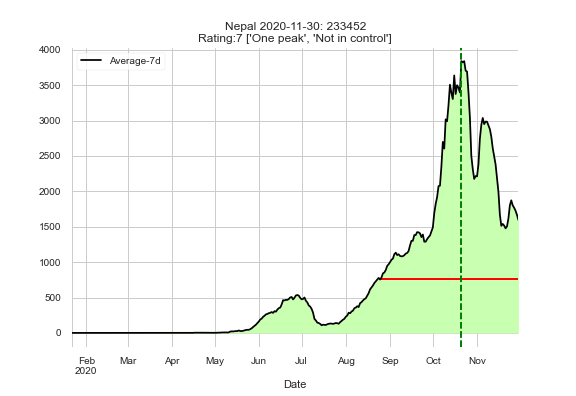 Nepal 2020-11-30: 233452
Rating:7 ['One peak', 'Not in control']
Average-7d
4000
3500
3000
2500
2000
1500
1000
500
0
Feb Mar Apr May Jun Jul Aug Sep Oct Nov
2020
Date